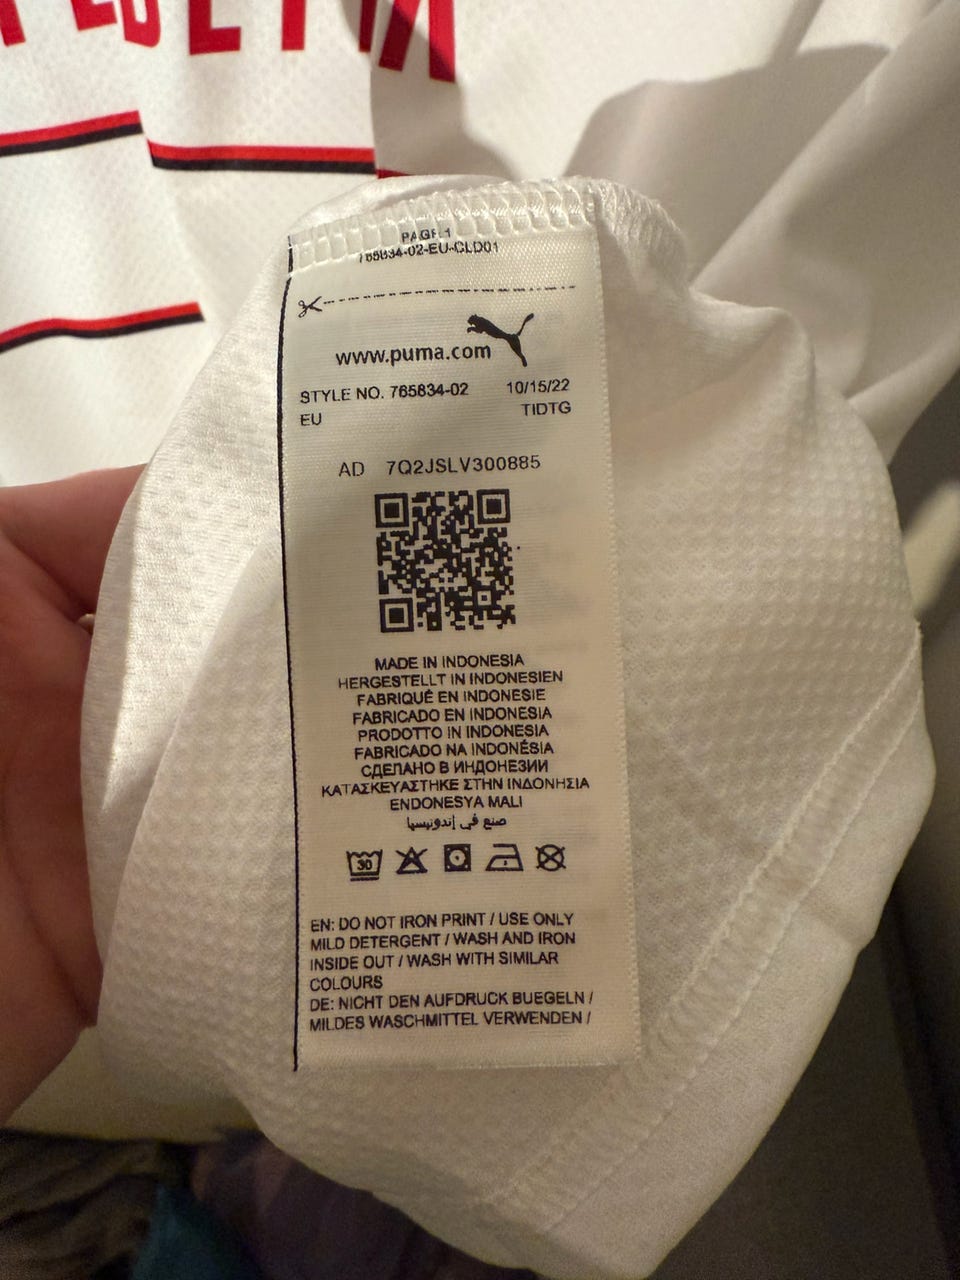 PAGE 1
765834-02-EU-CLD01
www.puma.com
STYLE NO. 765834-02 10/15/22
EU TIDTG
AD 7Q2JSLV300885
MADE IN INDONESIA
HERGESTELLT IN INDONESIEN
FABRIQUÉ EN INDONESIE
FABRICADO EN INDONESIA
PRODOTTO IN INDONESIA
FABRICADO NA INDONÉSIA
СДЕЛАНО В ИНДОНЕЗИИ
ΚΑΤΑΣΚΕΥΑΣΤΗΚΕ ΣΤΗΝ ΙΝΔΟΝΗΣΙΑ
ENDONESYA MALI
صنع في إندونيسيا
30
EN: DO NOT IRON PRINT / USE ONLY
MILD DETERGENT / WASH AND IRON
INSIDE OUT / WASH WITH SIMILAR
COLOURS
DE: NICHT DEN AUFDRUCK BUEGELN /
MILDES WASCHMITTEL VERWENDEN /